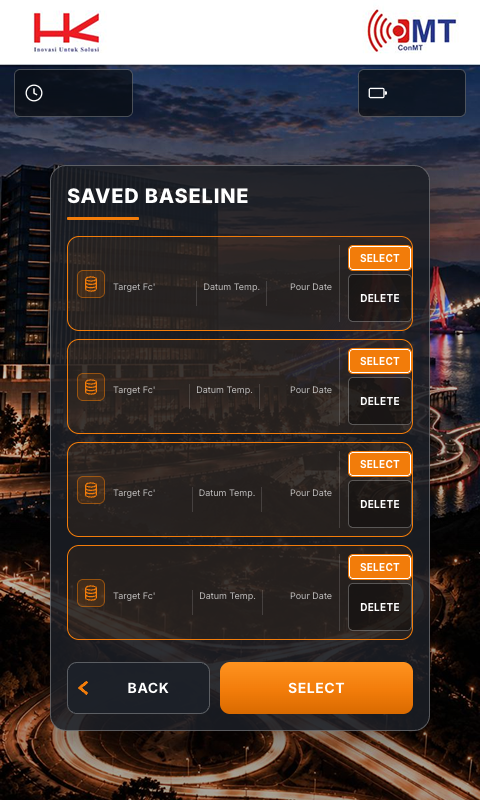 HK
Inovasi Untuk Solusi
MT
ConMT
SAVED BASELINE
Target Fc' Datum Temp. Pour Date
SELECT
DELETE
Target Fc' Datum Temp. Pour Date
SELECT
DELETE
Target Fc' Datum Temp. Pour Date
SELECT
DELETE
Target Fc' Datum Temp. Pour Date
SELECT
DELETE
BACK
SELECT